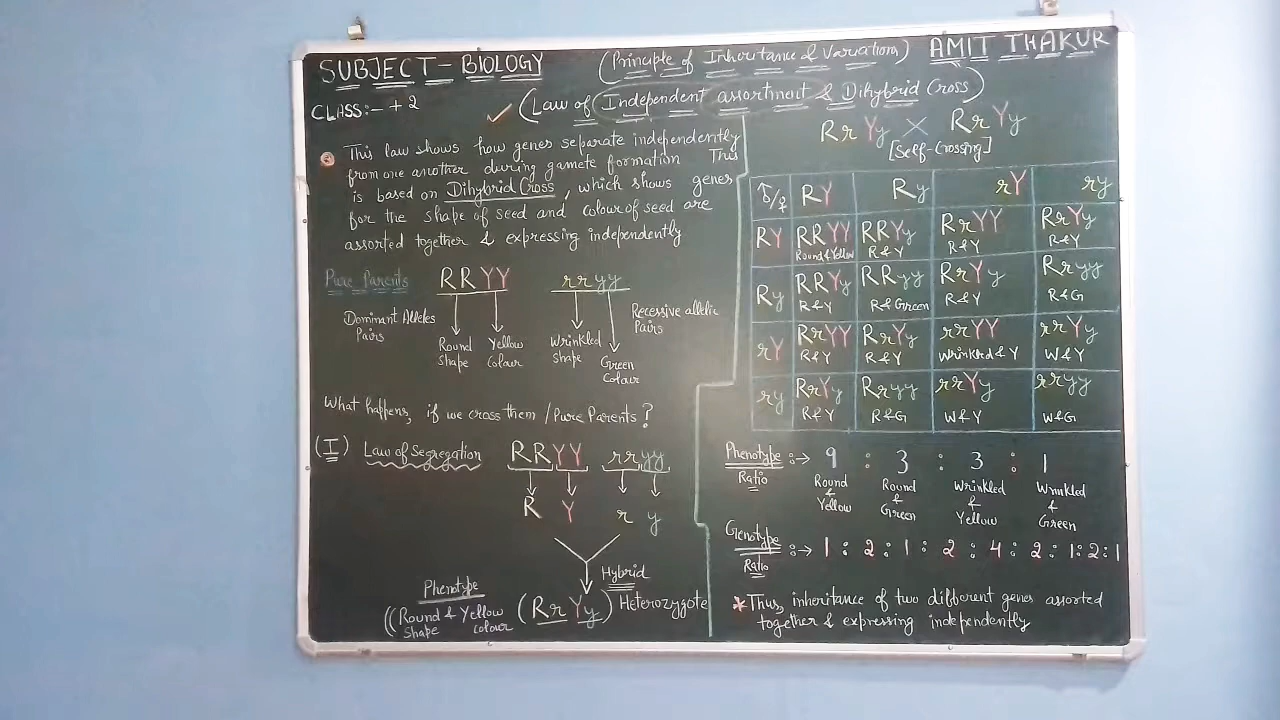 SUBJECT- BIOLOGY (Principle of Inheritance & Variations) AMIT THAKUR
CLASS:- +2 (Law of Independent assortment & Dihybrid Cross)
This law shows how genes separate independently
from one another during gamete formation This
is based on Dihybrid Cross, which shows genes
for the shape of seed and colour of seed are
assorted together & expressing independently
Pure Parents RRYY rryy
Dominant Alleles
Pairs
Round
shape
Yellow
colour
Wrinkled
shape
Green
Colour
Recessive allelic
Pairs
What happens, if we cross them / Pure Parents?
(I) Law of Segregation RRYY rryy
R Y r y
Hybrid
Phenotype
((Round & Yellow (RrYy) Heterozygote
shape colour
RrYy X RrYy
[Self-Crossing]
♂/♀ RY Ry rY ry
RY RRYY RRYy RrYY RrYy
Round & Yellow R&Y R&Y R&Y
Ry RRYy RRyy RrYy Rryy
R&Y R&Green R&Y R&G
rY RrYY RrYy rrYY rrYy
R&Y R&Y Wrinkled & Y W&Y
ry RrYy Rryy rrYy rryy
R&Y R&G W&Y W&G
Phenotype :→ 9 : 3 : 3 : 1
Ratio
Round
&
Yellow
Round
&
Green
Wrinkled
&
Yellow
Wrinkled
&
Green
Genotype :→ 1 : 2 : 1 : 2 : 4 : 2 : 1 : 2 : 1
Ratio
*Thus, inheritance of two different genes assorted
together & expressing independently